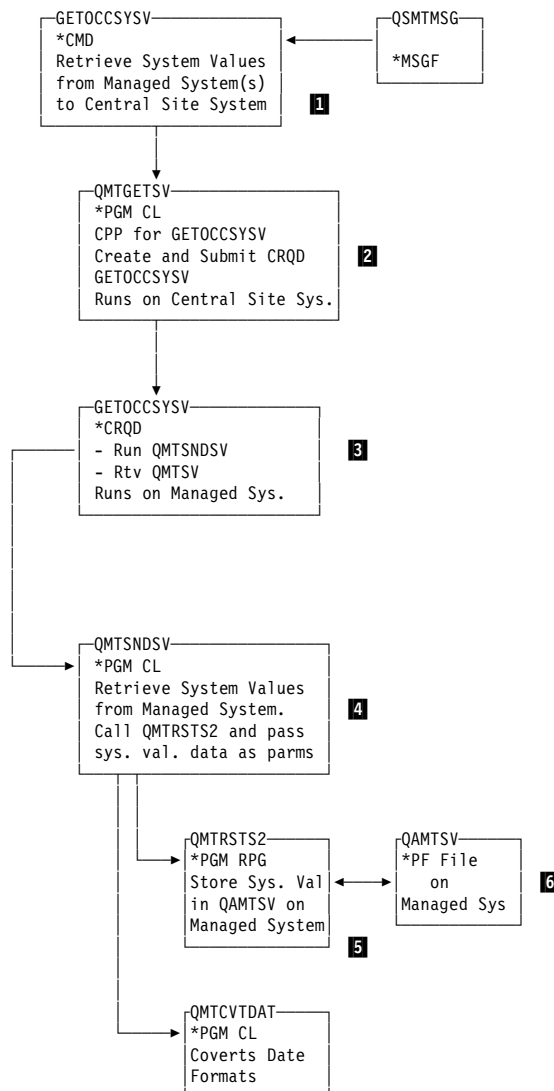 GETOCCSYSV
*CMD
Retrieve System Values
from Managed System(s)
to Central Site System
1
QSMTMSG
*MSGF
QMTGETSV
*PGM CL
CPP for GETOCCSYSV
Create and Submit CRQD
GETOCCSYSV
Runs on Central Site Sys.
2
GETOCCSYSV
*CRQD
- Run QMTSNDSV
- Rtv QMTSV
Runs on Managed Sys.
3
QMTSNDSV
*PGM CL
Retrieve System Values
from Managed System.
Call QMTRSTS2 and pass
sys. val. data as parms
4
QMTRSTS2
*PGM RPG
Store Sys. Val
in QAMTSV on
Managed System
5
QAMTSV
*PF File
on
Managed Sys
6
QMTCVTDAT
*PGM CL
Coverts Date
Formats